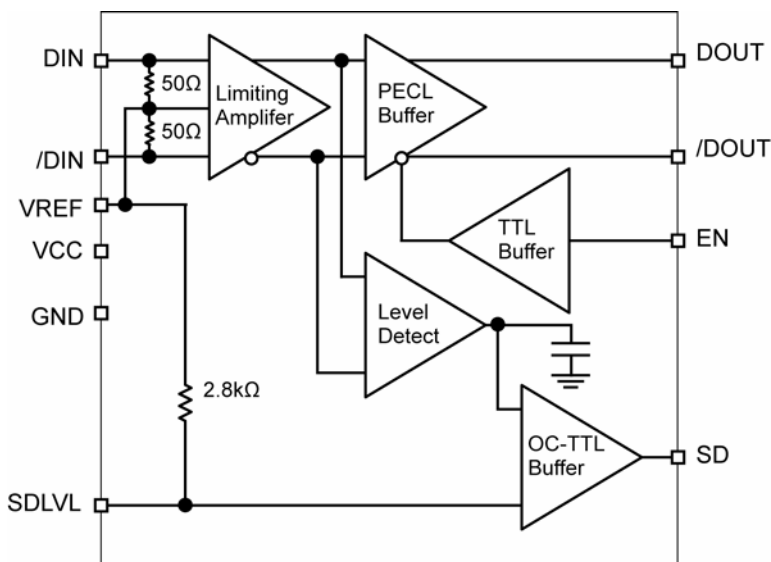 DIN
50Ω
50Ω
/DIN
VREF
VCC
GND
2.8kΩ
SDLVL
Limiting
Amplifer
PECL
Buffer
TTL
Buffer
Level
Detect
OC-TTL
Buffer
DOUT
/DOUT
EN
SD